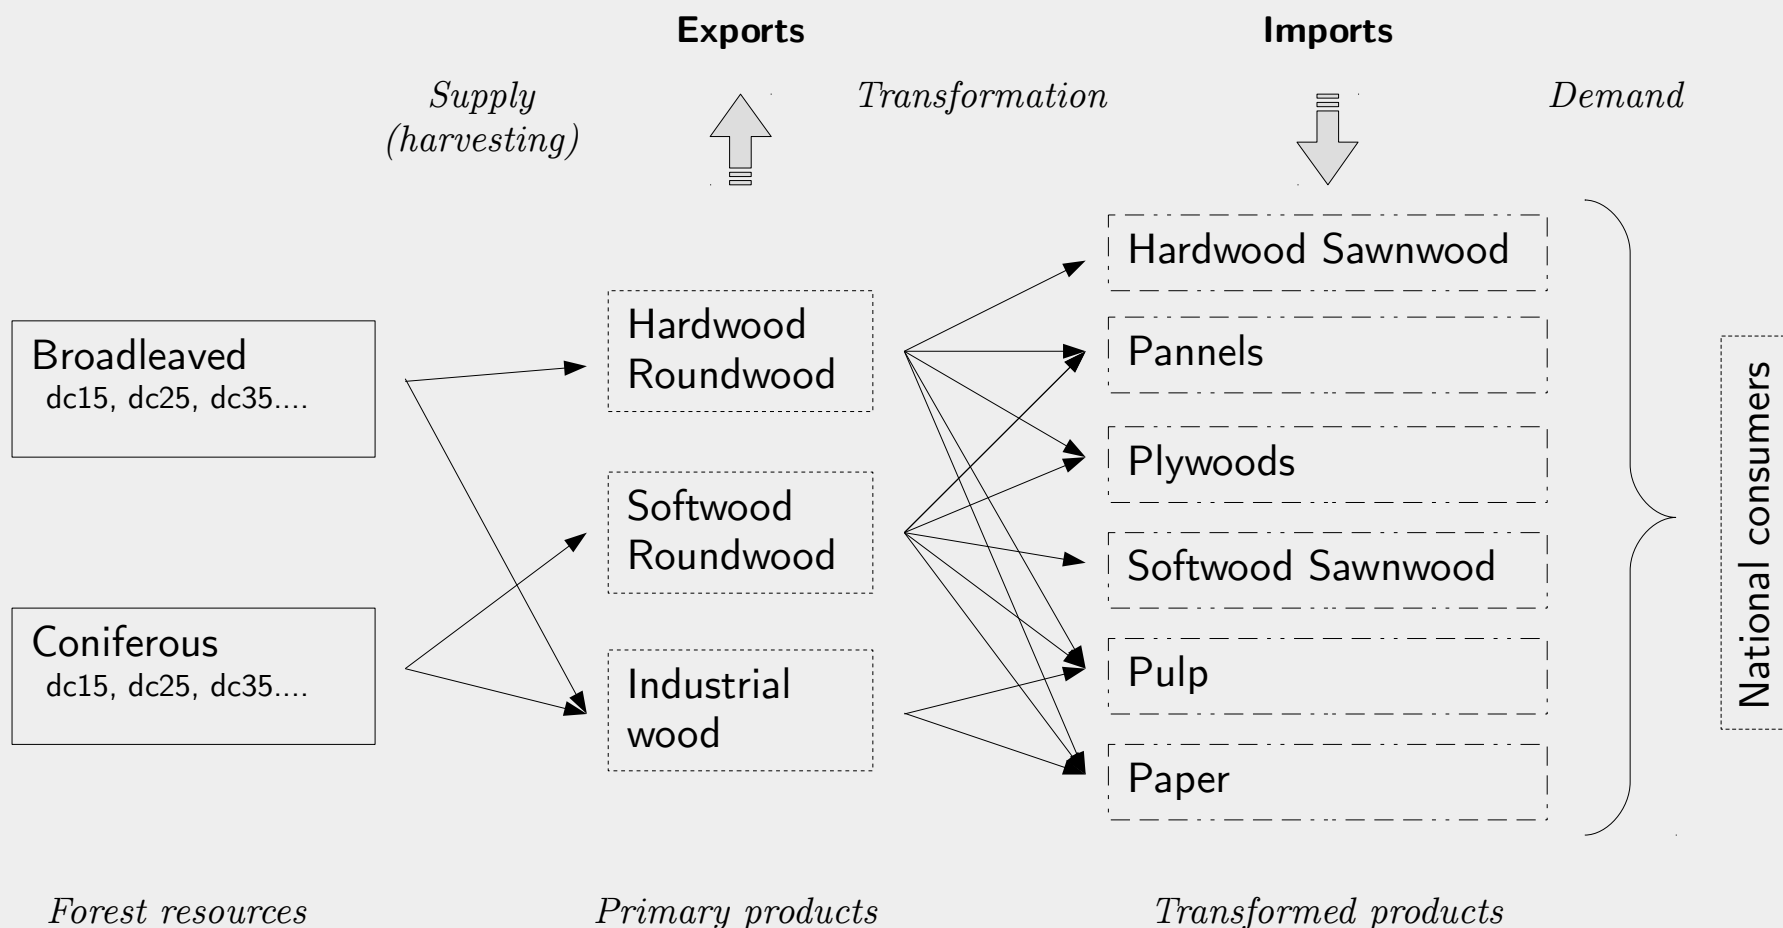 Exports
Imports
Supply
(harvesting)
Transformation
Demand
Broadleaved
dc15, dc25, dc35....
Coniferous
dc15, dc25, dc35....
Hardwood
Roundwood
Softwood
Roundwood
Industrial
wood
Hardwood Sawnwood
Pannels
Plywoods
Softwood Sawnwood
Pulp
Paper
National consumers
Forest resources
Primary products
Transformed products